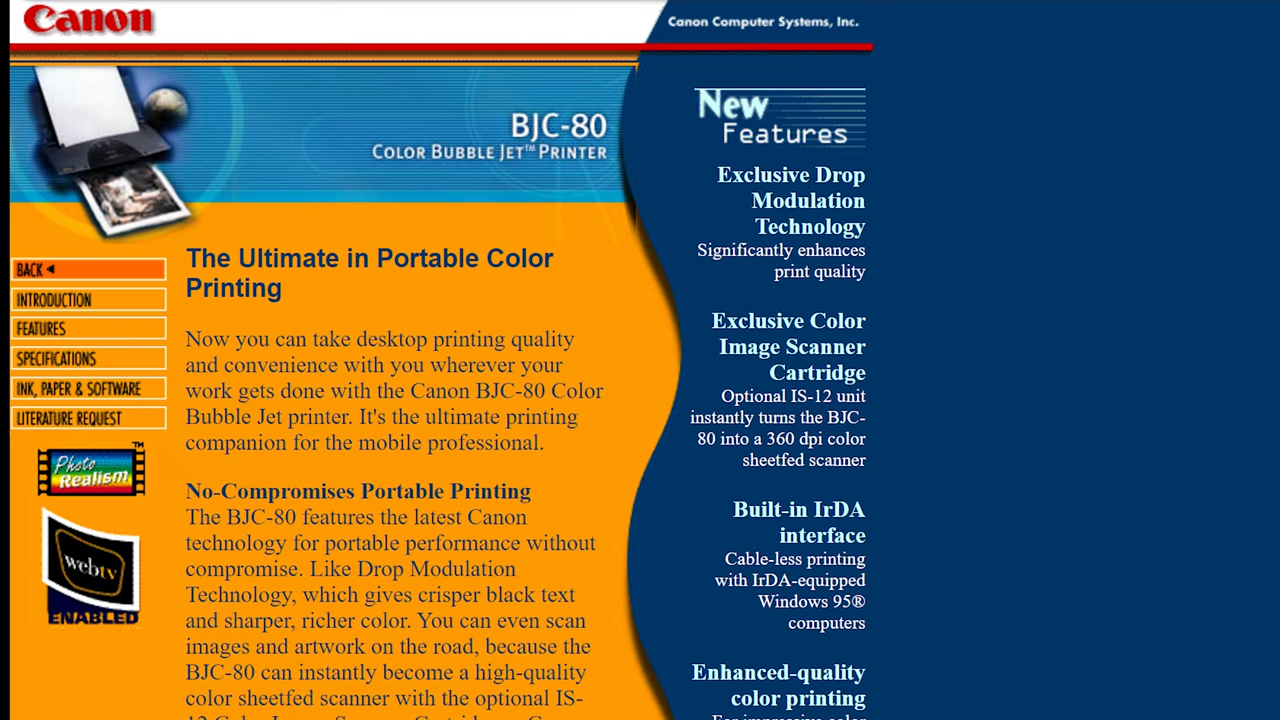 Canon
Canon Computer Systems, Inc.
BJC-80
COLOR BUBBLE JET™ PRINTER
BACK
INTRODUCTION
FEATURES
SPECIFICATIONS
INK, PAPER & SOFTWARE
LITERATURE REQUEST
Photo
Realism™
webtv
ENABLED
The Ultimate in Portable Color
Printing
Now you can take desktop printing quality
and convenience with you wherever your
work gets done with the Canon BJC-80 Color
Bubble Jet printer. It's the ultimate printing
companion for the mobile professional.
No-Compromises Portable Printing
The BJC-80 features the latest Canon
technology for portable performance without
compromise. Like Drop Modulation
Technology, which gives crisper black text
and sharper, richer color. You can even scan
images and artwork on the road, because the
BJC-80 can instantly become a high-quality
color sheetfed scanner with the optional IS-
New
Features
Exclusive Drop
Modulation
Technology
Significantly enhances
print quality
Exclusive Color
Image Scanner
Cartridge
Optional IS-12 unit
instantly turns the BJC-
80 into a 360 dpi color
sheetfed scanner
Built-in IrDA
interface
Cable-less printing
with IrDA-equipped
Windows 95®
computers
Enhanced-quality
color printing